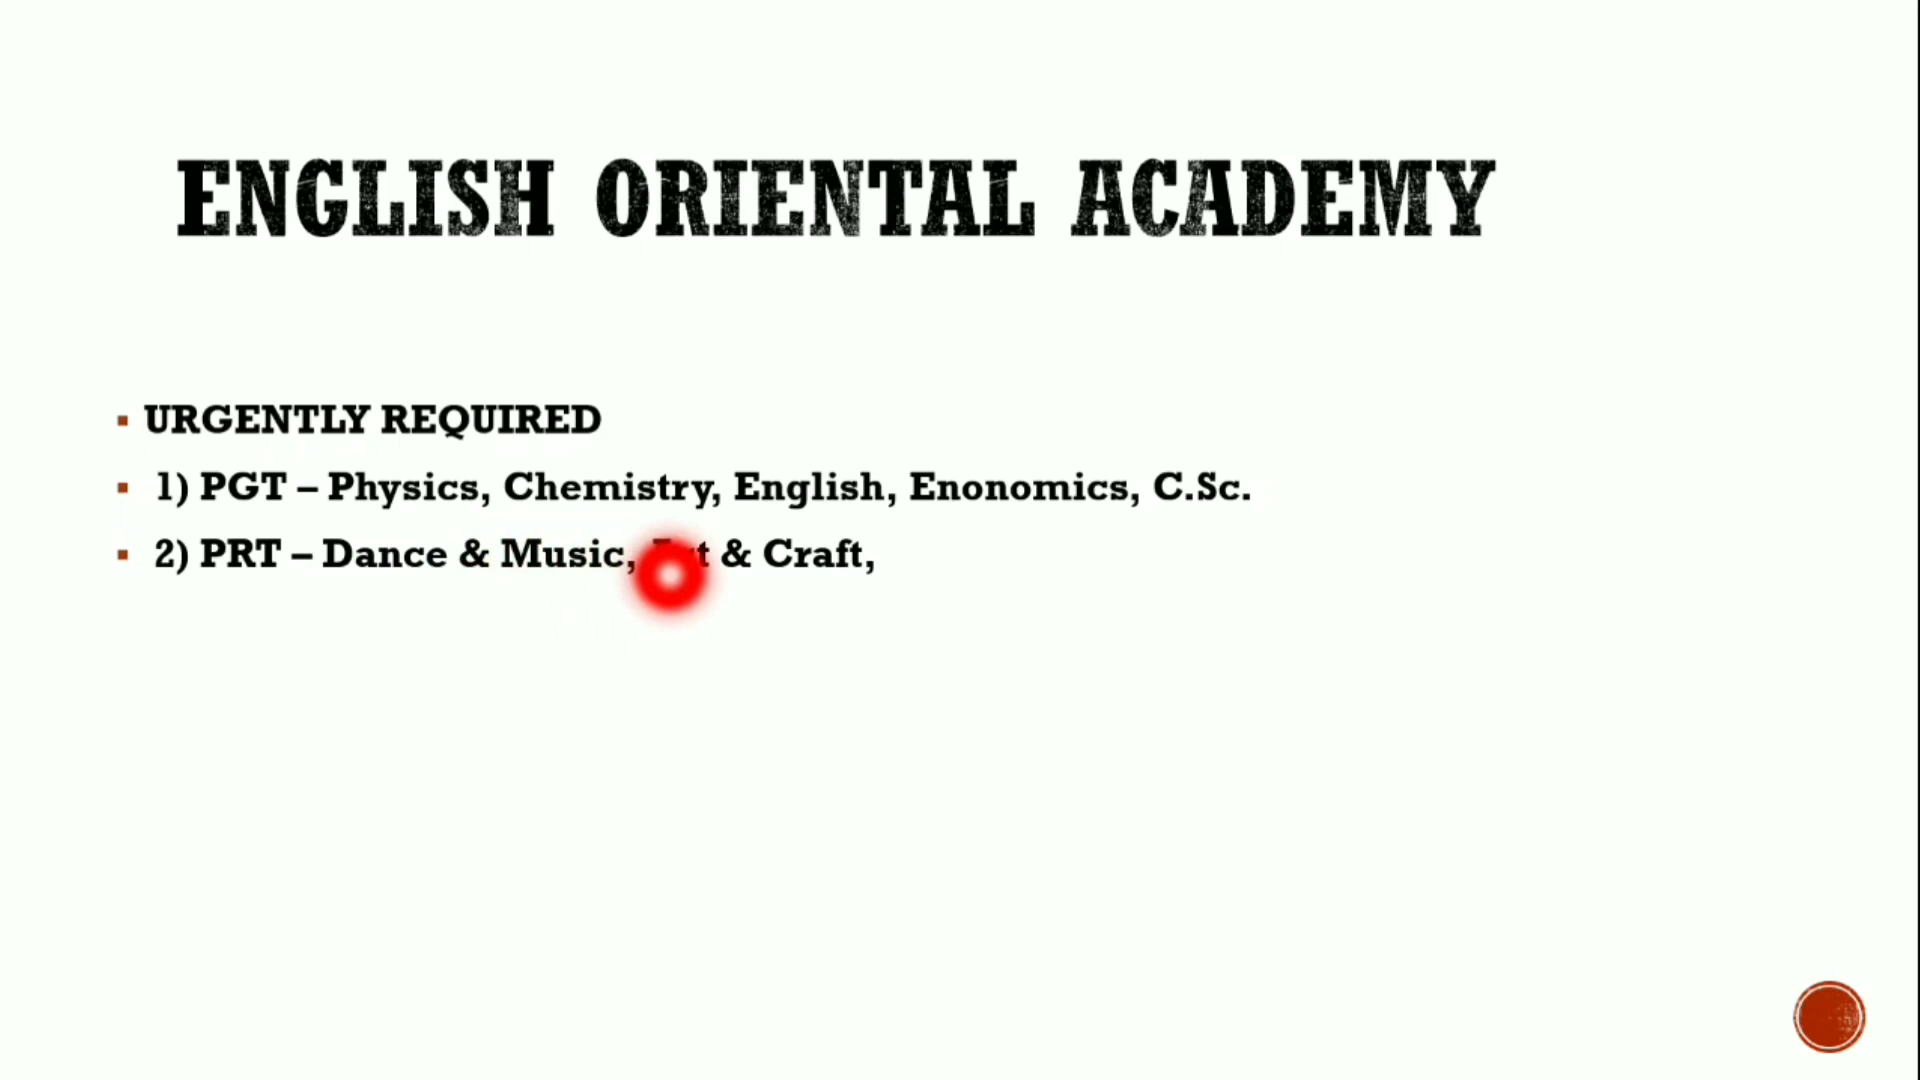 ENGLISH ORIENTAL ACADEMY
URGENTLY REQUIRED
1) PGT – Physics, Chemistry, English, Enonomics, C.Sc.
2) PRT – Dance & Music, & Craft,